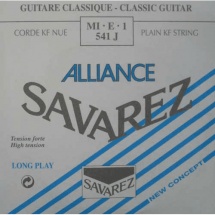 GUITARE CLASSIQUE - CLASSIC GUITAR
CORDE KF NUE
MI · E · 1
541 J
PLAIN KF STRING
ALLIANCE
SAVAREZ
Tension forte
High tension
LONG PLAY
SAVAREZ
NEW CONCEPT